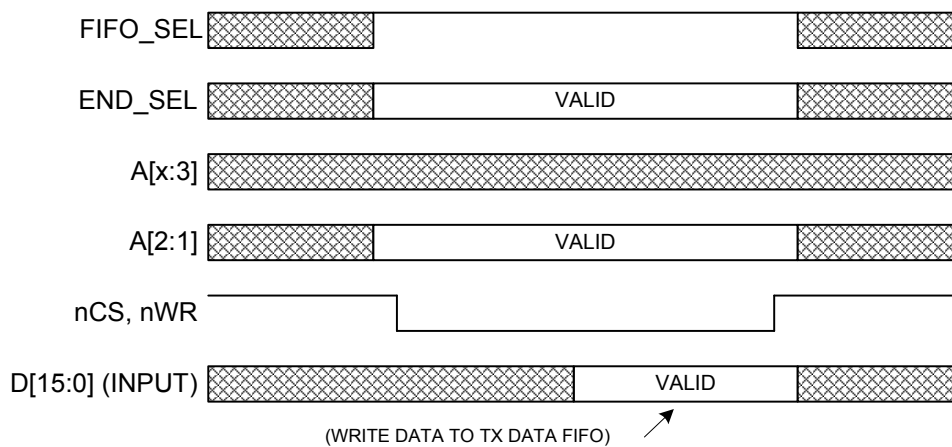 FIFO_SEL
END_SEL
VALID
A[x:3]
A[2:1]
VALID
nCS, nWR
D[15:0] (INPUT)
VALID
(WRITE DATA TO TX DATA FIFO)